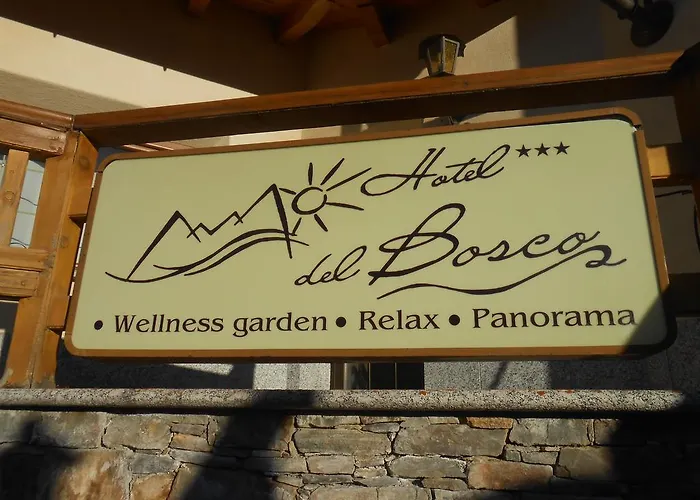 Hotel ★★★
del Bosco
• Wellness garden • Relax • Panorama